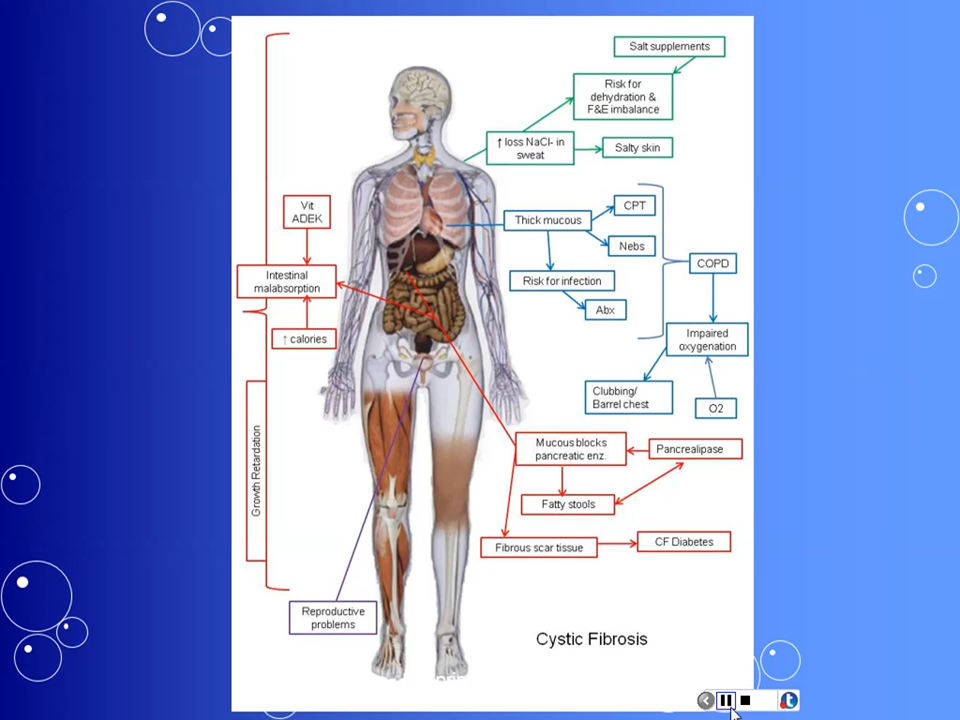 Salt supplements
Risk for
dehydration &
F&E imbalance
↑ loss NaCl- in
sweat
Salty skin
Vit
ADEK
Thick mucous
CPT
Nebs
COPD
Intestinal
malabsorption
Risk for infection
Abx
↑ calories
Impaired
oxygenation
Clubbing/
Barrel chest
O2
Growth Retardation
Mucous blocks
pancreatic enz.
Pancrealipase
Fatty stools
Fibrous scar tissue
CF Diabetes
Reproductive
problems
Cystic Fibrosis
t